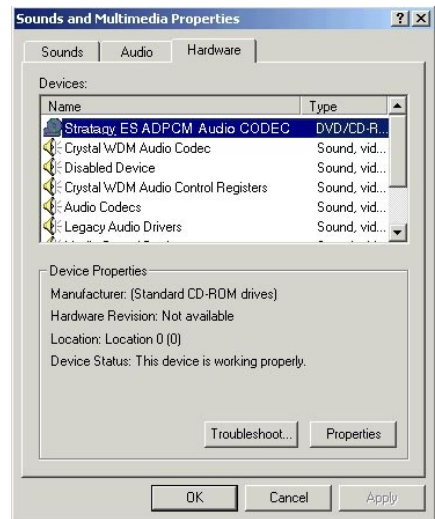 Sounds and Multimedia Properties
Sounds Audio Hardware
Devices:
Name Type
Stratagy ES ADPCM Audio CODEC DVD/CD-R...
Crystal WDM Audio Codec Sound, vid...
Disabled Device Sound, vid...
Crystal WDM Audio Control Registers Sound, vid...
Audio Codecs Sound, vid...
Legacy Audio Drivers Sound, vid...
Device Properties
Manufacturer: (Standard CD-ROM drives)
Hardware Revision: Not available
Location: Location 0 (0)
Device Status: This device is working properly.
Troubleshoot... Properties
OK Cancel Apply